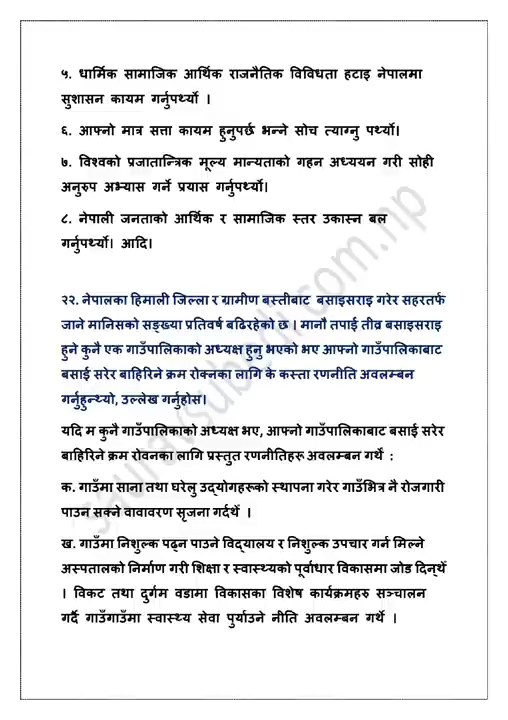 ५. धार्मिक सामाजिक आर्थिक राजनैतिक विविधता हटाइ नेपालमा
सुशासन कायम गर्नुपर्थ्यो ।
६. आफ्नो मात्र सत्ता कायम हुनुपर्छ भन्ने सोच त्याग्नु पर्थ्यो।
७. विश्वको प्रजातान्त्रिक मूल्य मान्यताको गहन अध्ययन गरी सोही
अनुरुप अभ्यास गर्ने प्रयास गर्नुपर्थ्यो।
८. नेपाली जनताको आर्थिक र सामाजिक स्तर उकास्न बल
गर्नुपर्थ्यो। आदि।
२२. नेपालका हिमाली जिल्ला र ग्रामीण बस्तीबाट बसाइसराइ गरेर सहरतर्फ
जाने मानिसको सङ्ख्या प्रतिवर्ष बढिरहेको छ । मानौ तपाई तीव्र बसाइसराइ
हुने कुनै एक गाउँपालिकाको अध्यक्ष हुनु भएको भए आफ्नो गाउँपालिकाबाट
बसाई सरेर बाहिरिने क्रम रोक्नका लागि के कस्ता रणनीति अवलम्बन
गर्नुहुन्थ्यो, उल्लेख गर्नुहोस।
यदि म कुनै गाउँपालिकाको अध्यक्ष भए, आफ्नो गाउँपालिकाबाट बसाई सरेर
बाहिरिने क्रम रोवनका लागि प्रस्तुत रणनीतिहरू अवलम्बन गर्थे :
क. गाउँमा साना तथा घरेलु उद्योगहरूको स्थापना गरेर गाउँभित्र नै रोजगारी
पाउन सक्ने वावावरण सृजना गर्दथें ।
ख. गाउँमा निशुल्क पढ्न पाउने विद्यालय र निशुल्क उपचार गर्न मिल्ने
अस्पतालको निर्माण गरी शिक्षा र स्वास्थ्यको पूर्वाधार विकासमा जोड दिन्थें
। विकट तथा दुर्गम वडामा विकासका विशेष कार्यक्रमहरु सञ्चालन
गर्दै गाउँगाउँमा स्वास्थ्य सेवा पुर्याउने नीति अवलम्बन गर्थे ।
sauravsubedi.com.np